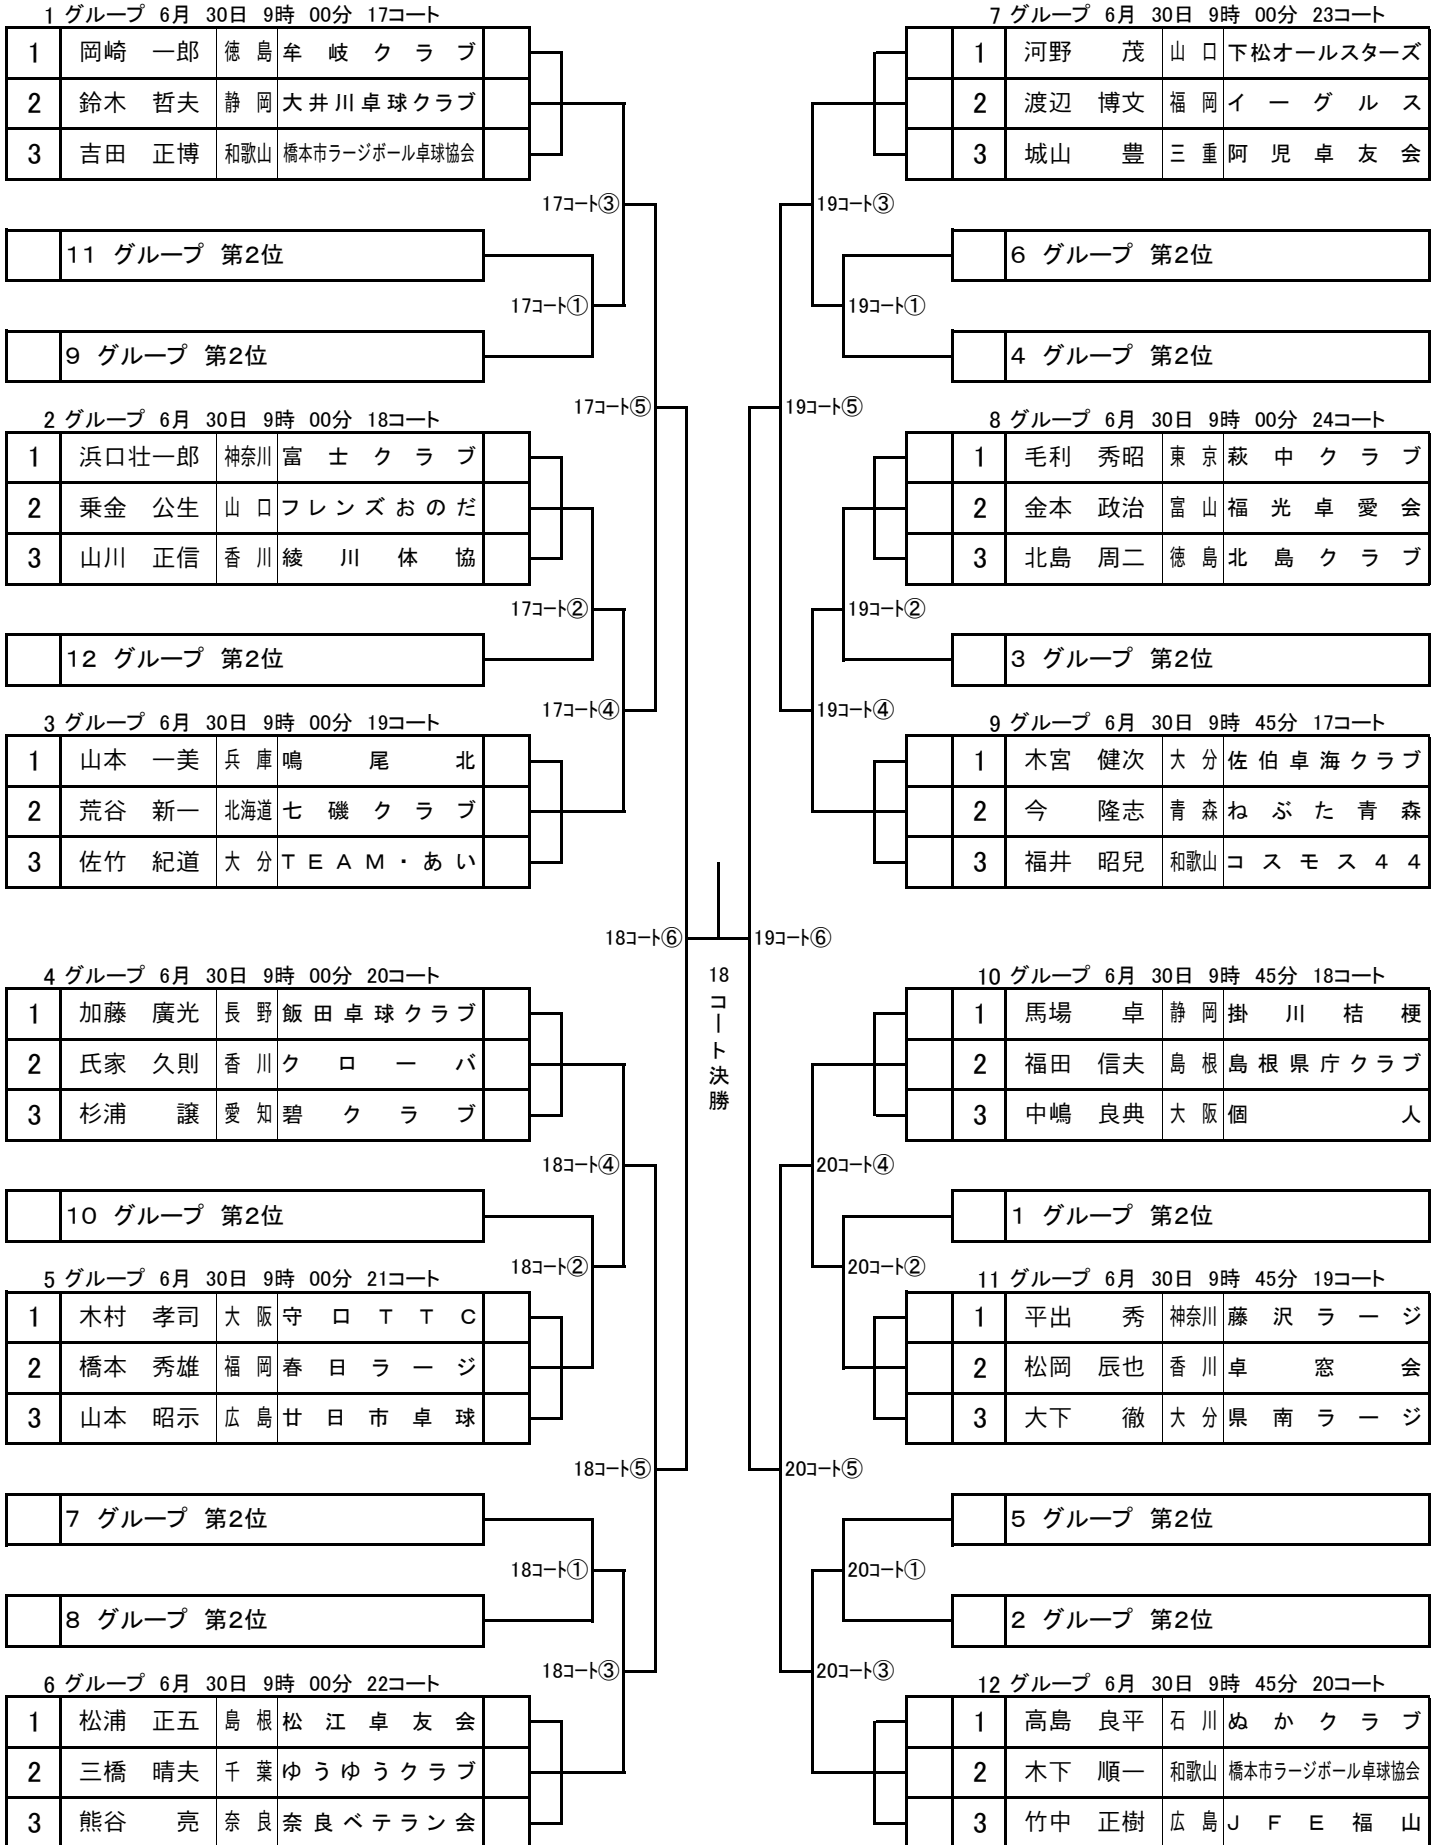 1 グループ 6月 30日 9時 00分 17コート
1 岡崎 一郎 徳島 牟岐クラブ
2 鈴木 哲夫 静岡 大井川卓球クラブ
3 吉田 正博 和歌山 橋本市ラージボール卓球協会
17コート③
11 グループ 第2位
17コート①
9 グループ 第2位
17コート⑤
2 グループ 6月 30日 9時 00分 18コート
1 浜口壮一郎 神奈川 富士クラブ
2 乗金 公生 山口 フレンズおのだ
3 山川 正信 香川 綾川体協
17コート②
12 グループ 第2位
17コート④
3 グループ 6月 30日 9時 00分 19コート
1 山本 一美 兵庫 鳴尾北
2 荒谷 新一 北海道 七磯クラブ
3 佐竹 紀道 大分 TEAM・あい
18コート⑥
4 グループ 6月 30日 9時 00分 20コート
1 加藤 廣光 長野 飯田卓球クラブ
2 氏家 久則 香川 クローバ
3 杉浦 譲 愛知 碧クラブ
18コート④
10 グループ 第2位
18コート②
5 グループ 6月 30日 9時 00分 21コート
1 木村 孝司 大阪 守口TTC
2 橋本 秀雄 福岡 春日ラージ
3 山本 昭示 広島 廿日市卓球
18コート⑤
7 グループ 第2位
18コート①
8 グループ 第2位
18コート③
6 グループ 6月 30日 9時 00分 22コート
1 松浦 正五 島根 松江卓友会
2 三橋 晴夫 千葉 ゆうゆうクラブ
3 熊谷 亮 奈良 奈良ベテラン会
18コート決勝
7 グループ 6月 30日 9時 00分 23コート
1 河野 茂 山口 下松オールスターズ
2 渡辺 博文 福岡 イーグルス
3 城山 豊 三重 阿児卓友会
19コート③
6 グループ 第2位
19コート①
4 グループ 第2位
19コート⑤
8 グループ 6月 30日 9時 00分 24コート
1 毛利 秀昭 東京 萩中クラブ
2 金本 政治 富山 福光卓愛会
3 北島 周二 徳島 北島クラブ
19コート②
3 グループ 第2位
19コート④
9 グループ 6月 30日 9時 45分 17コート
1 木宮 健次 大分 佐伯卓海クラブ
2 今 隆志 青森 ねぶた青森
3 福井 昭兒 和歌山 コスモス44
19コート⑥
10 グループ 6月 30日 9時 45分 18コート
1 馬場 卓 静岡 掛川桔梗
2 福田 信夫 島根 島根県庁クラブ
3 中嶋 良典 大阪 個人
20コート④
1 グループ 第2位
20コート②
11 グループ 6月 30日 9時 45分 19コート
1 平出 秀 神奈川 藤沢ラージ
2 松岡 辰也 香川 卓窓会
3 大下 徹 大分 県南ラージ
20コート⑤
5 グループ 第2位
20コート①
2 グループ 第2位
20コート③
12 グループ 6月 30日 9時 45分 20コート
1 高島 良平 石川 ぬかクラブ
2 木下 順一 和歌山 橋本市ラージボール卓球協会
3 竹中 正樹 広島 JFE福山